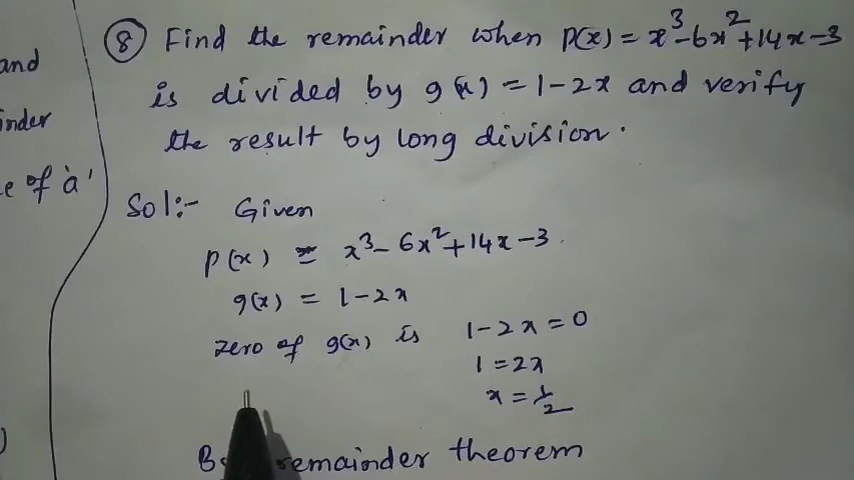 and
inder
e of 'a'
)
⑧ Find the remainder when p(x) = x³-6x²+14x-3
is divided by g(x) = 1-2x and verify
the result by long division.
Sol:- Given
p(x) = x³- 6x²+14x-3.
g(x) = 1-2x
zero of g(x) is 1-2x=0
1=2x
x=1/2
remainder theorem